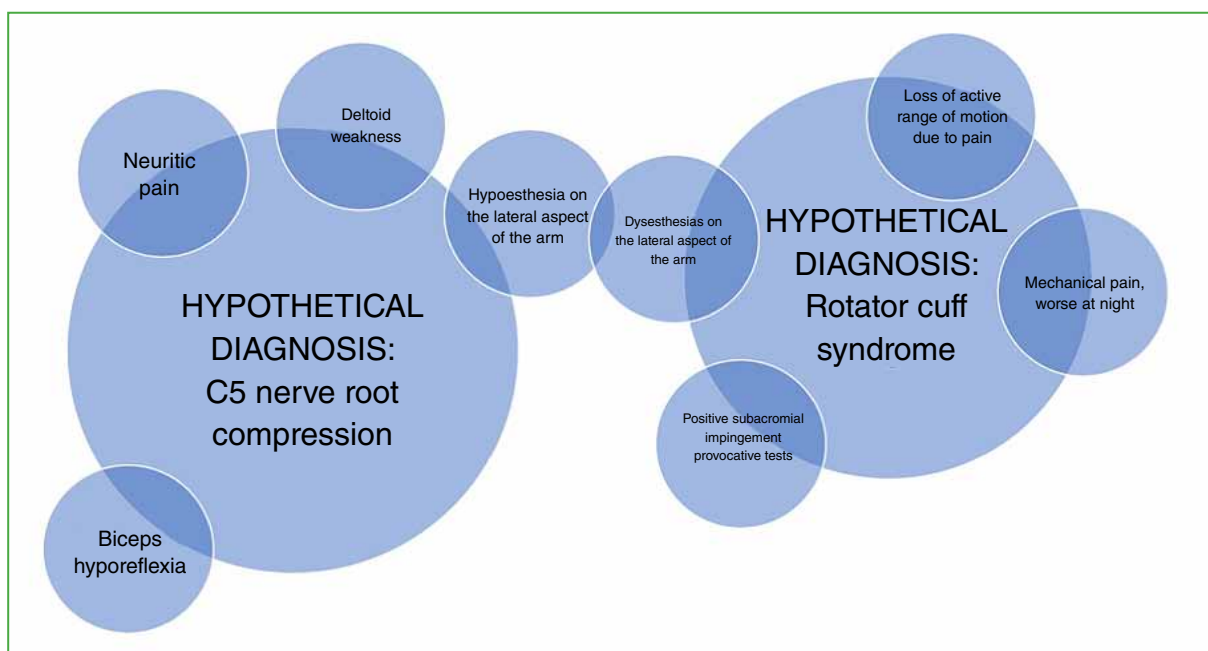 Neuritic
pain
Deltoid
weakness
Hypoesthesia on
the lateral aspect
of the arm
HYPOTHETICAL
DIAGNOSIS:
C5 nerve root
compression
Biceps
hyporeflexia
Dysesthesias on
the lateral aspect of
the arm
Loss of active
range of motion
due to pain
HYPOTHETICAL
DIAGNOSIS:
Rotator cuff
syndrome
Mechanical pain,
worse at night
Positive subacromial
impingement
provocative tests